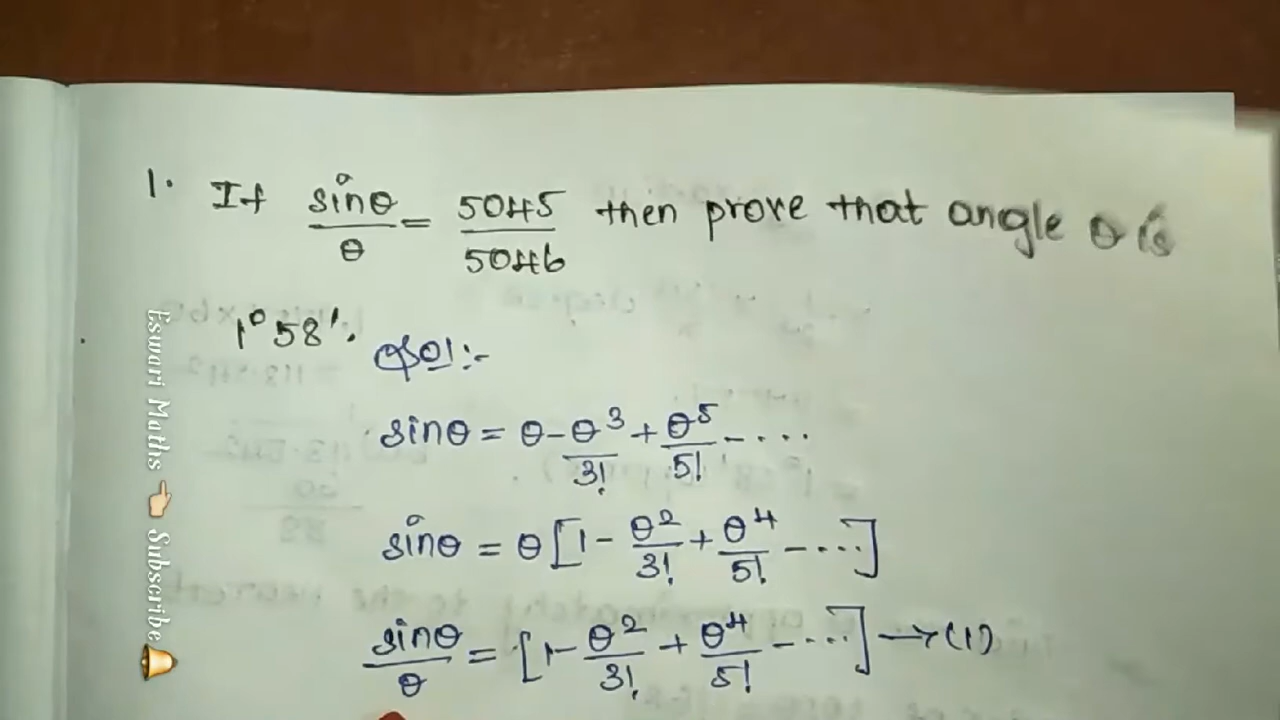 1. If sinθ/θ = 5045/5046 then prove that angle θ is
1° 58'.
Sol:-
sinθ = θ - θ³/3! + θ⁵/5! - ....
sinθ = θ [1 - θ²/3! + θ⁴/5! - ....]
sinθ/θ = [1 - θ²/3! + θ⁴/5! - ....] → (1)
Eswari Maths 👈🏻 Subscribe 🔔